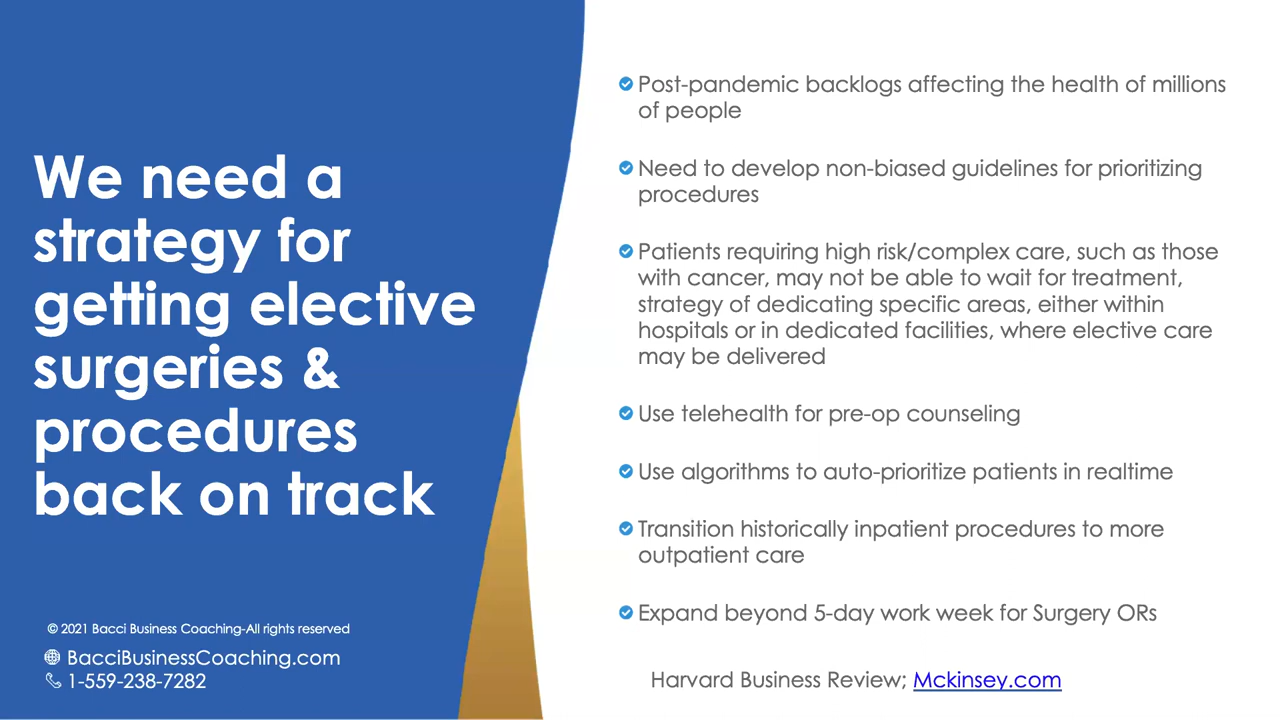 We need a
strategy for
getting elective
surgeries &
procedures
back on track
© 2021 Bacci Business Coaching-All rights reserved
BacciBusinessCoaching.com
1-559-238-7282
Post-pandemic backlogs affecting the health of millions
of people
Need to develop non-biased guidelines for prioritizing
procedures
Patients requiring high risk/complex care, such as those
with cancer, may not be able to wait for treatment,
strategy of dedicating specific areas, either within
hospitals or in dedicated facilities, where elective care
may be delivered
Use telehealth for pre-op counseling
Use algorithms to auto-prioritize patients in realtime
Transition historically inpatient procedures to more
outpatient care
Expand beyond 5-day work week for Surgery ORs
Harvard Business Review; Mckinsey.com